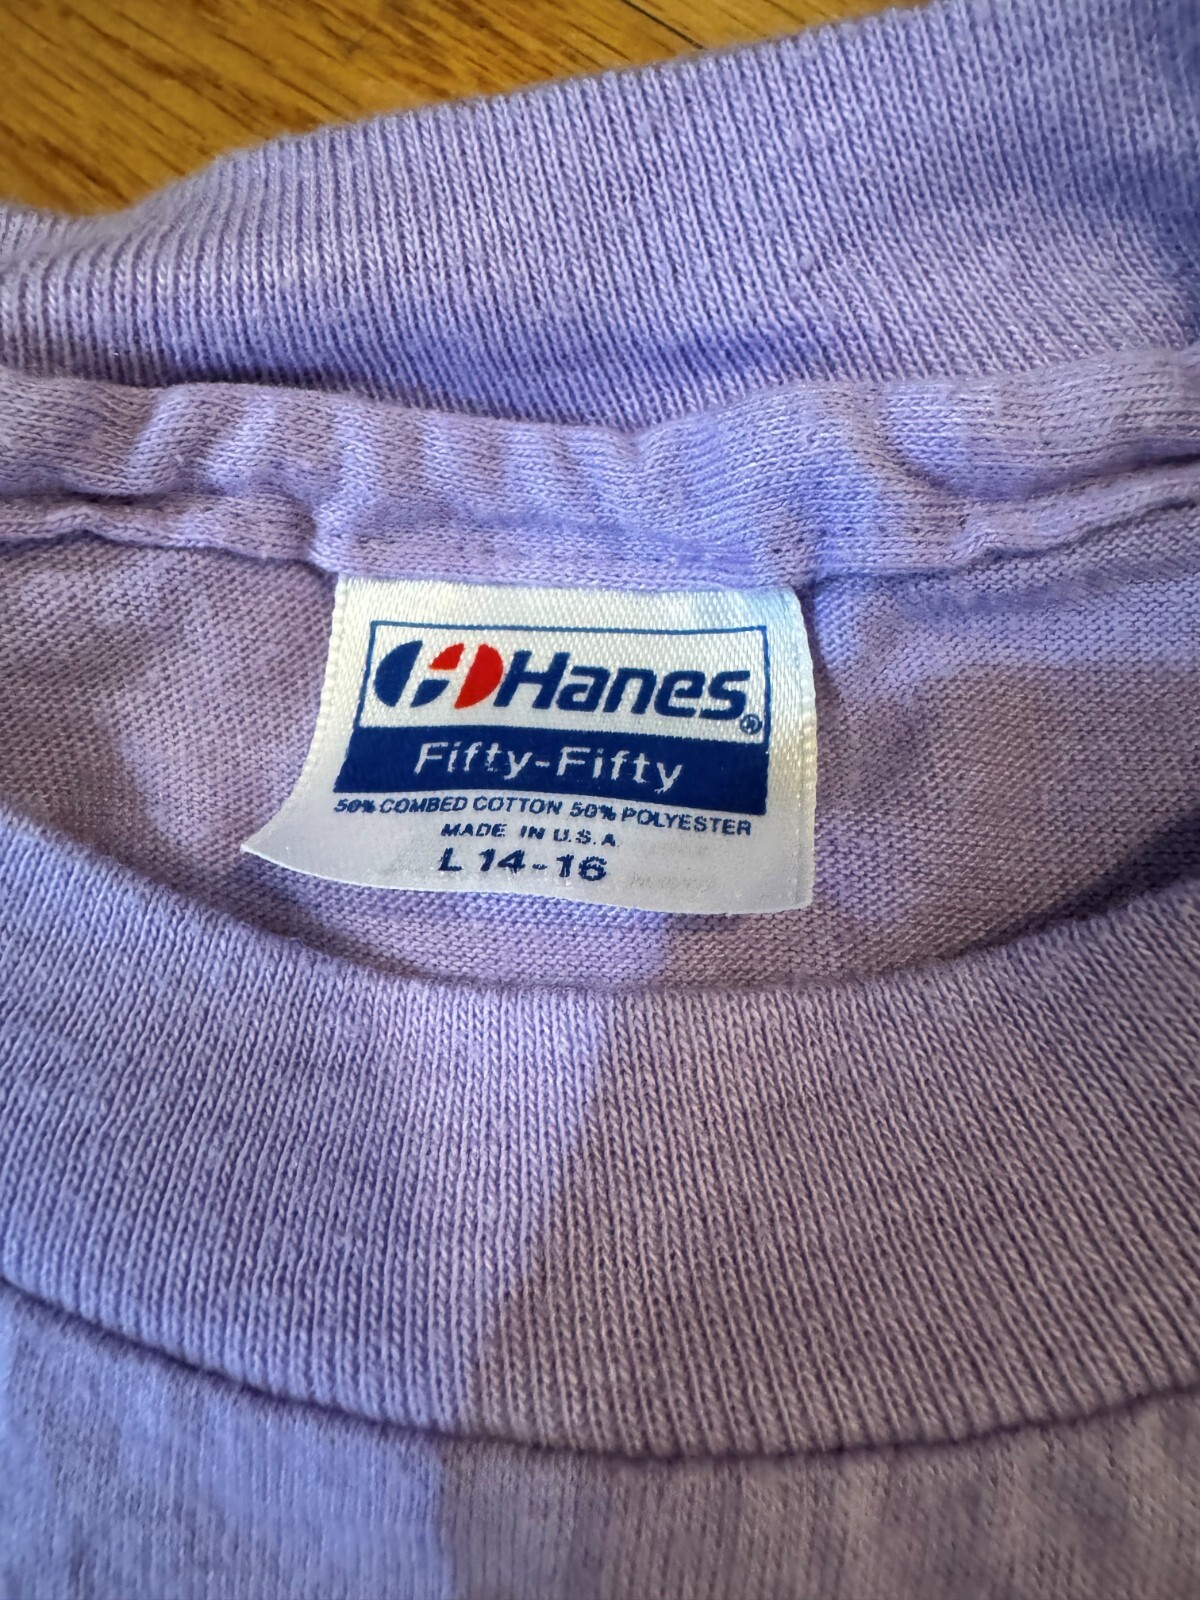 Hanes®
Fifty-Fifty
50% COMBED COTTON 50% POLYESTER
MADE IN U.S.A
L 14-16